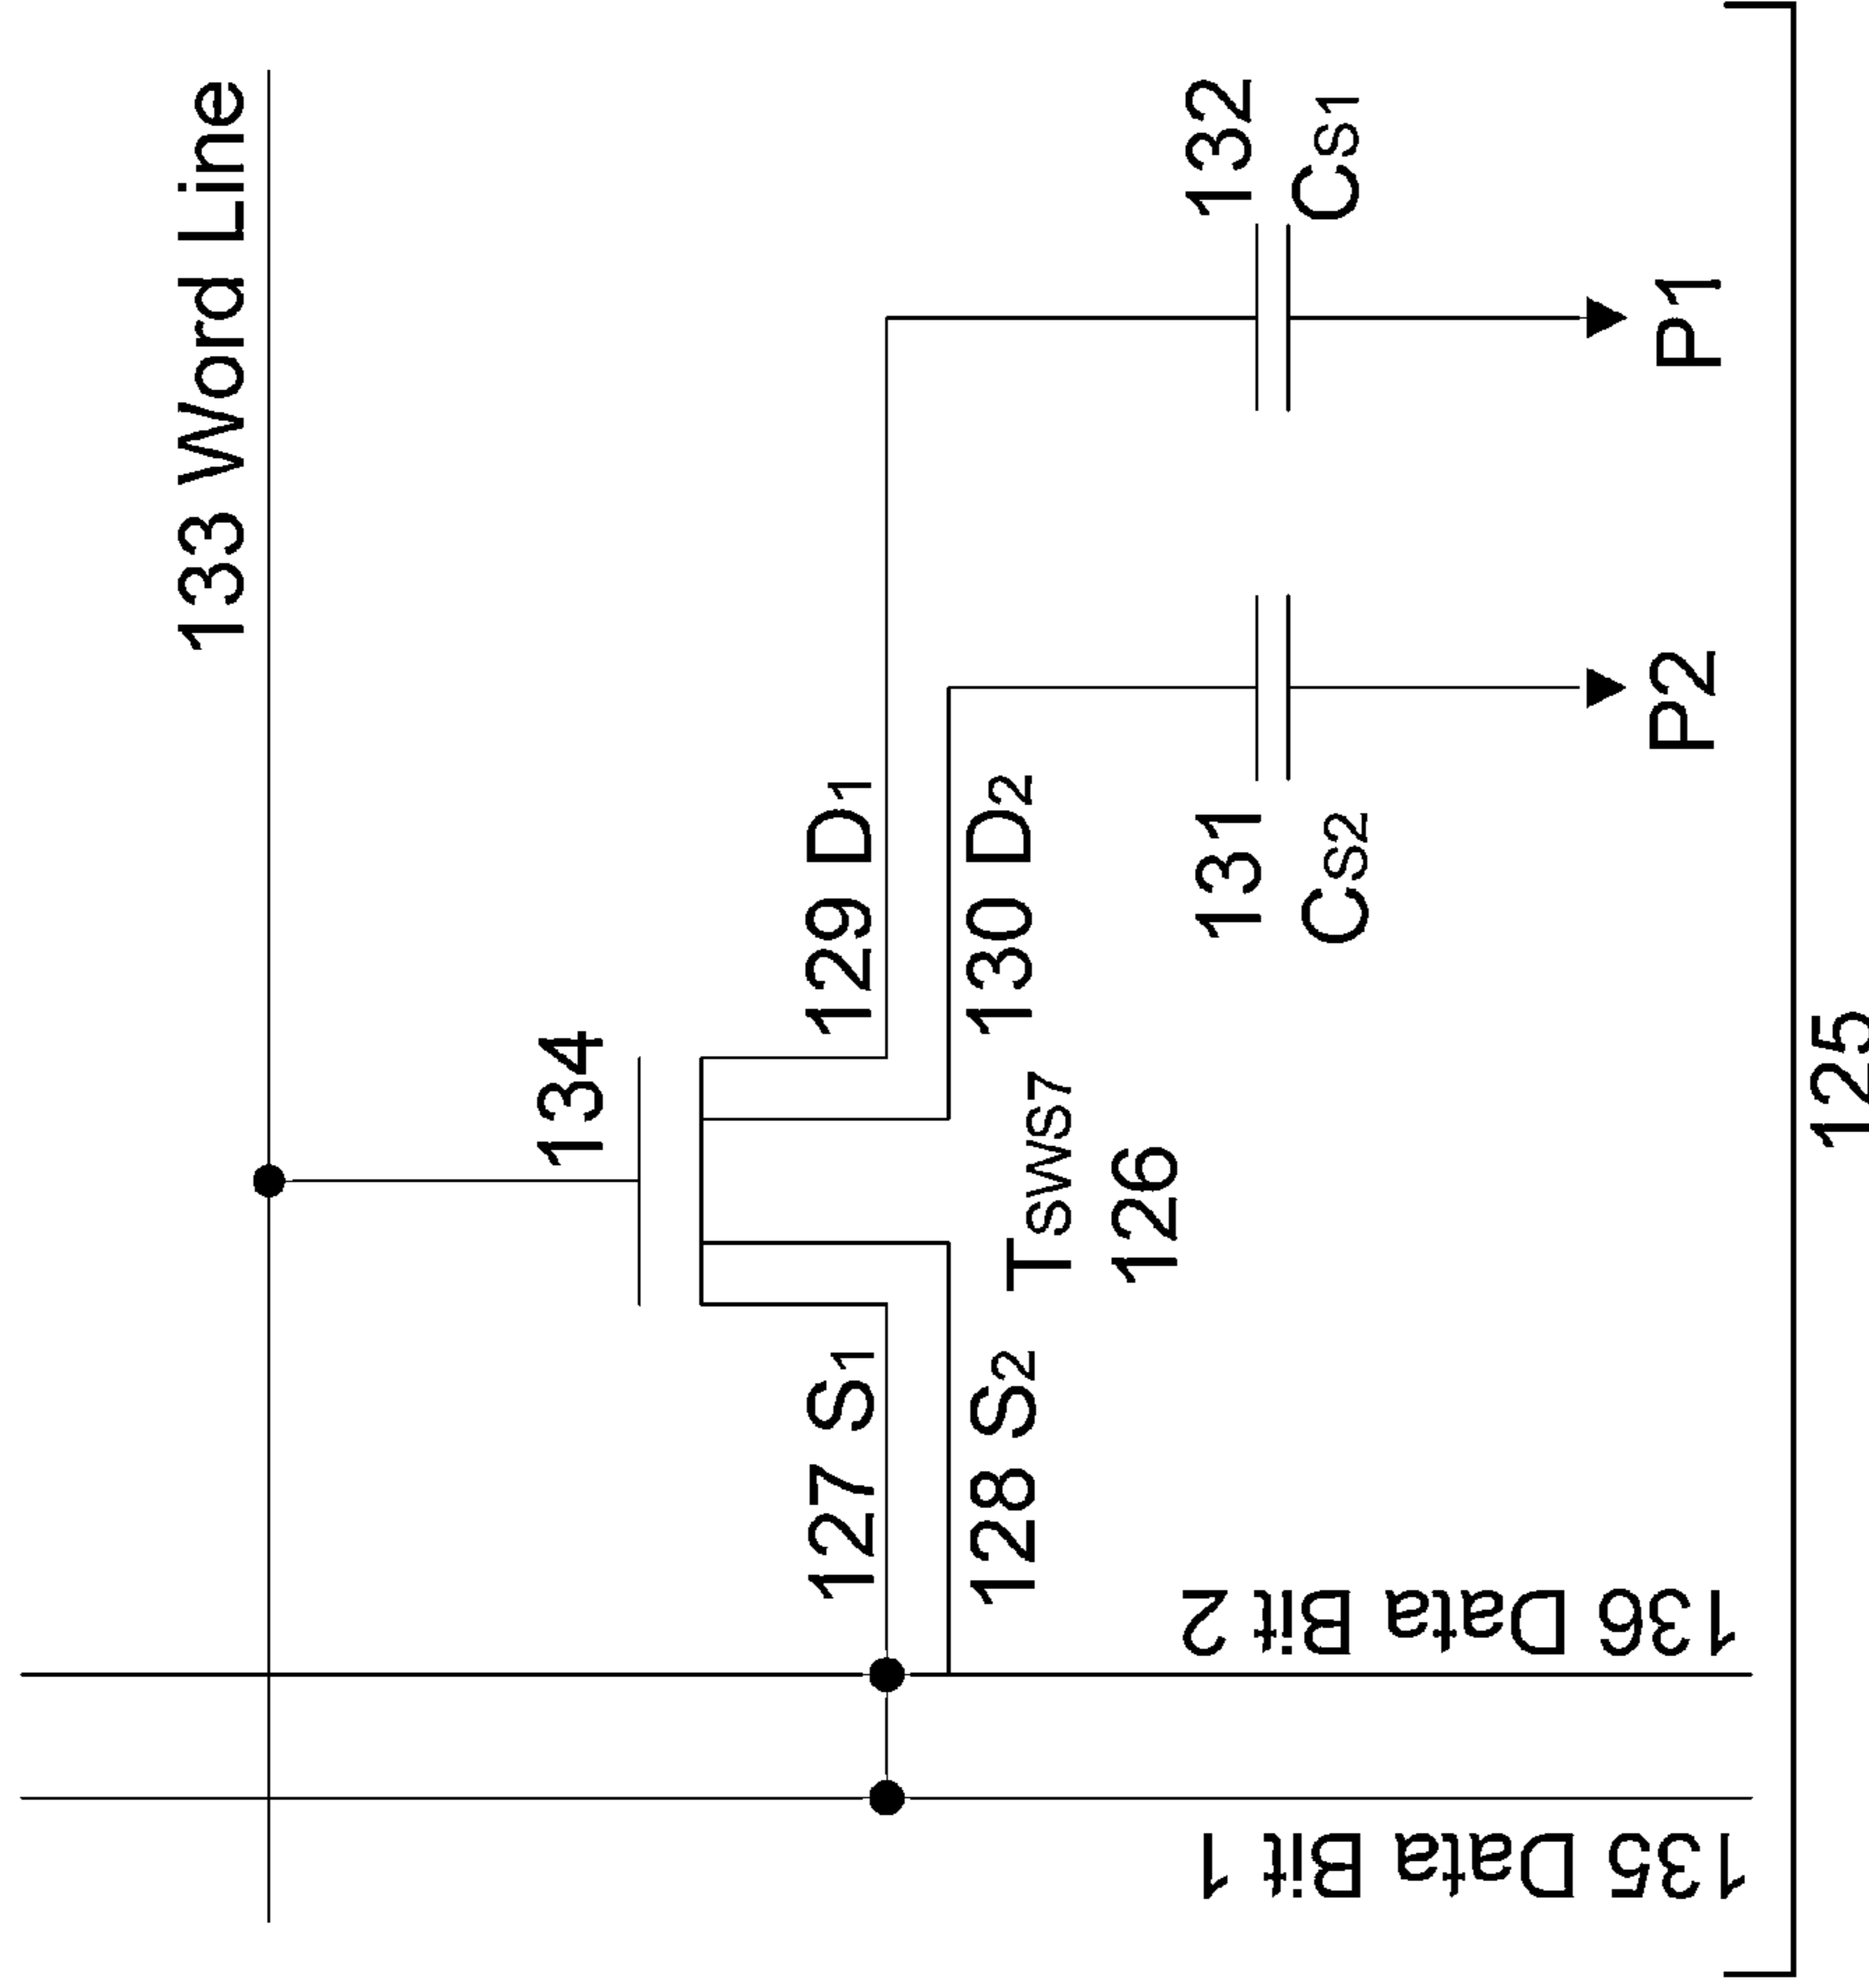 133 Word Line
134
129 D1
130 D2
132
CS1
131
CS2
P1
P2
TSWS7
126
127 S1
128 S2
136 Data Bit 2
135 Data Bit 1
125